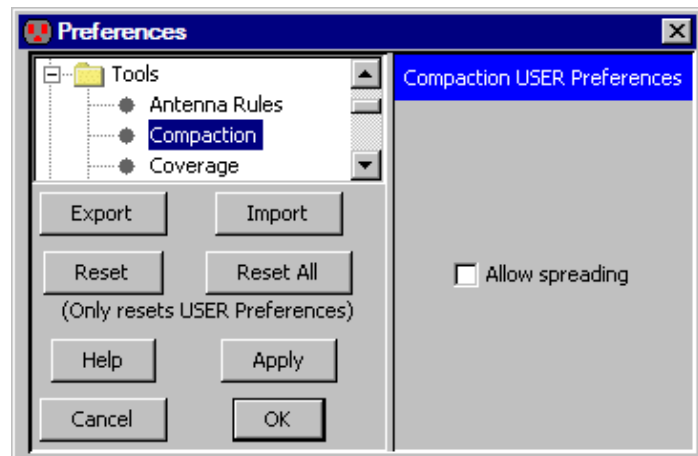 Preferences
Tools
Antenna Rules
Compaction
Coverage
Export Import
Reset Reset All
(Only resets USER Preferences)
Help Apply
Cancel OK
Compaction USER Preferences
Allow spreading